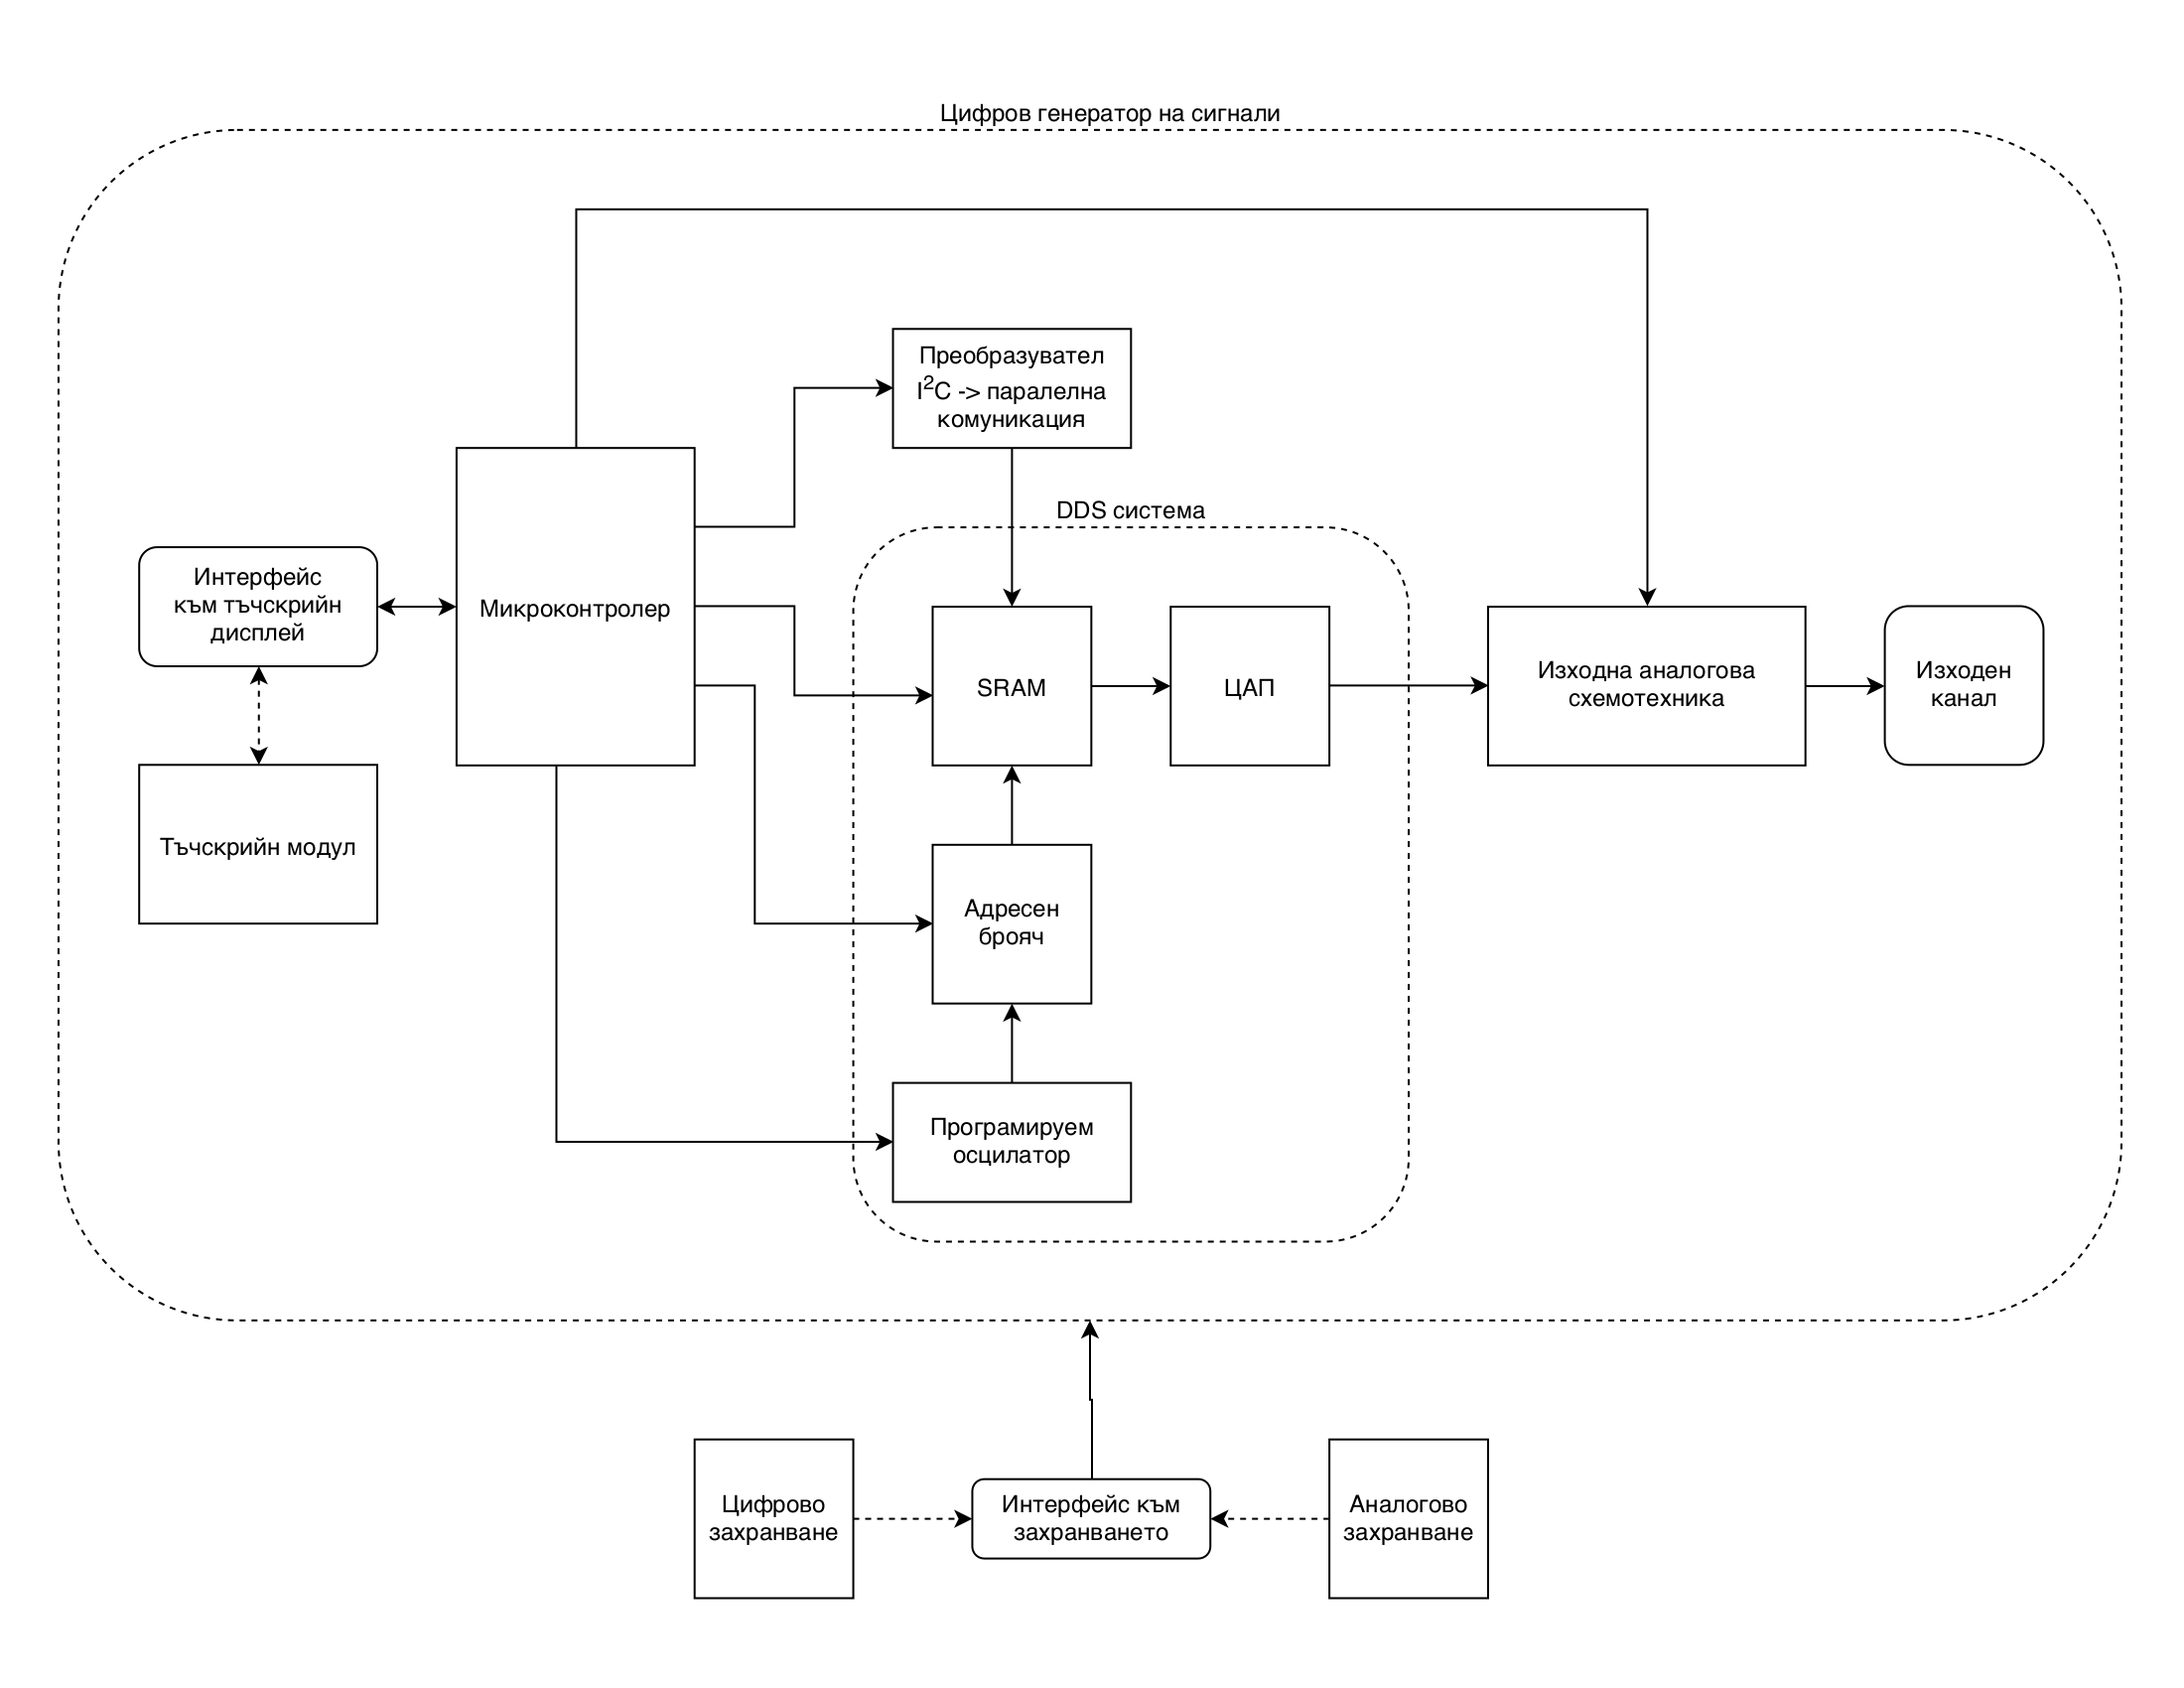 Цифров генератор на сигнали
Преобразувател
I²C -> паралелна
комуникация
DDS система
Интерфейс
към тъчскрийн
дисплей
Микроконтролер
SRAM
ЦАП
Изходна аналогова
схемотехника
Изходен
канал
Тъчскрийн модул
Адресен
брояч
Програмируем
осцилатор
Цифрово
захранване
Интерфейс към
захранването
Аналогово
захранване